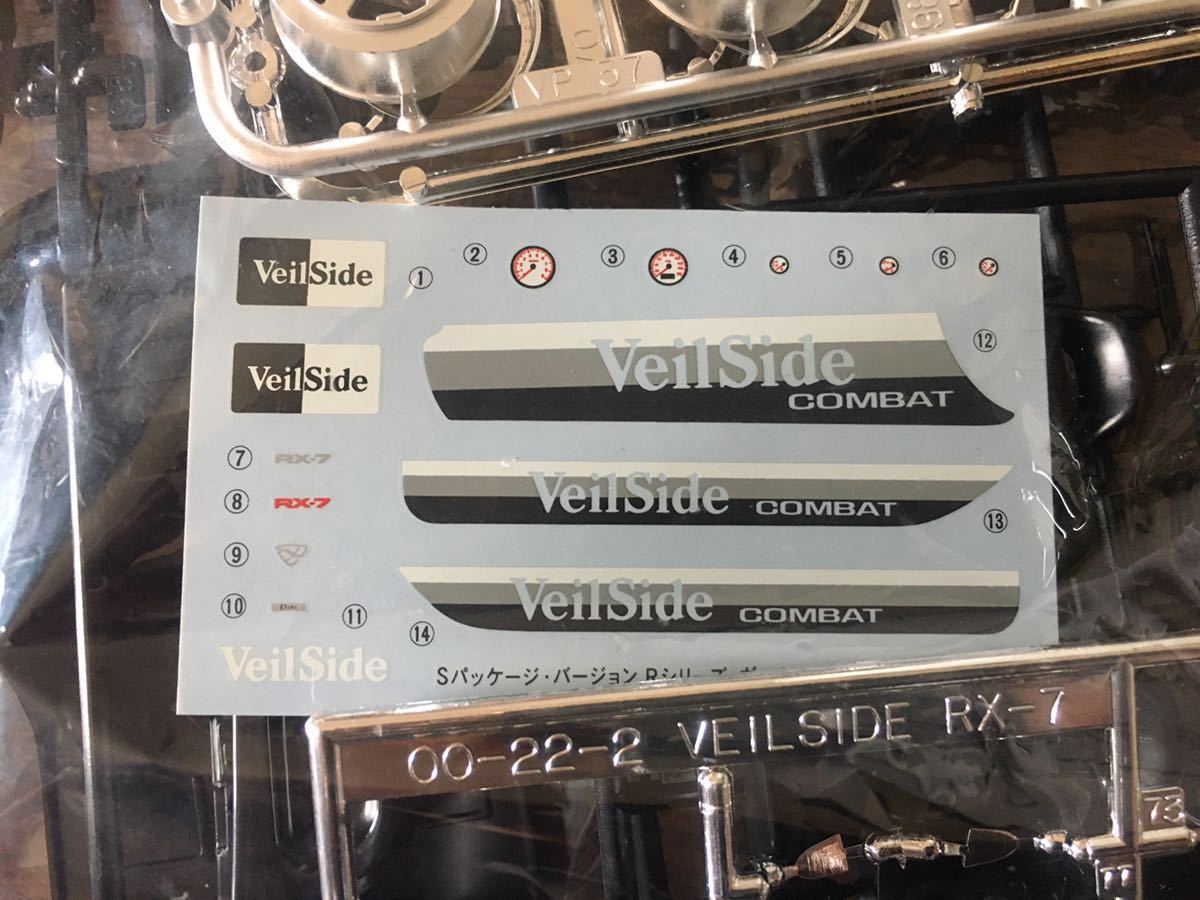 VP 37
VeilSide
①
②
③
④
⑤
⑥
VeilSide
VeilSide
COMBAT
⑫
⑦ RX-7
⑧ RX-7
VeilSide COMBAT
⑬
⑨
⑩ εfini
⑪
VeilSide COMBAT
⑭
VeilSide
Sパッケージ・バージョン Rシリーズ
00-22-2 VEILSIDE RX-7
73